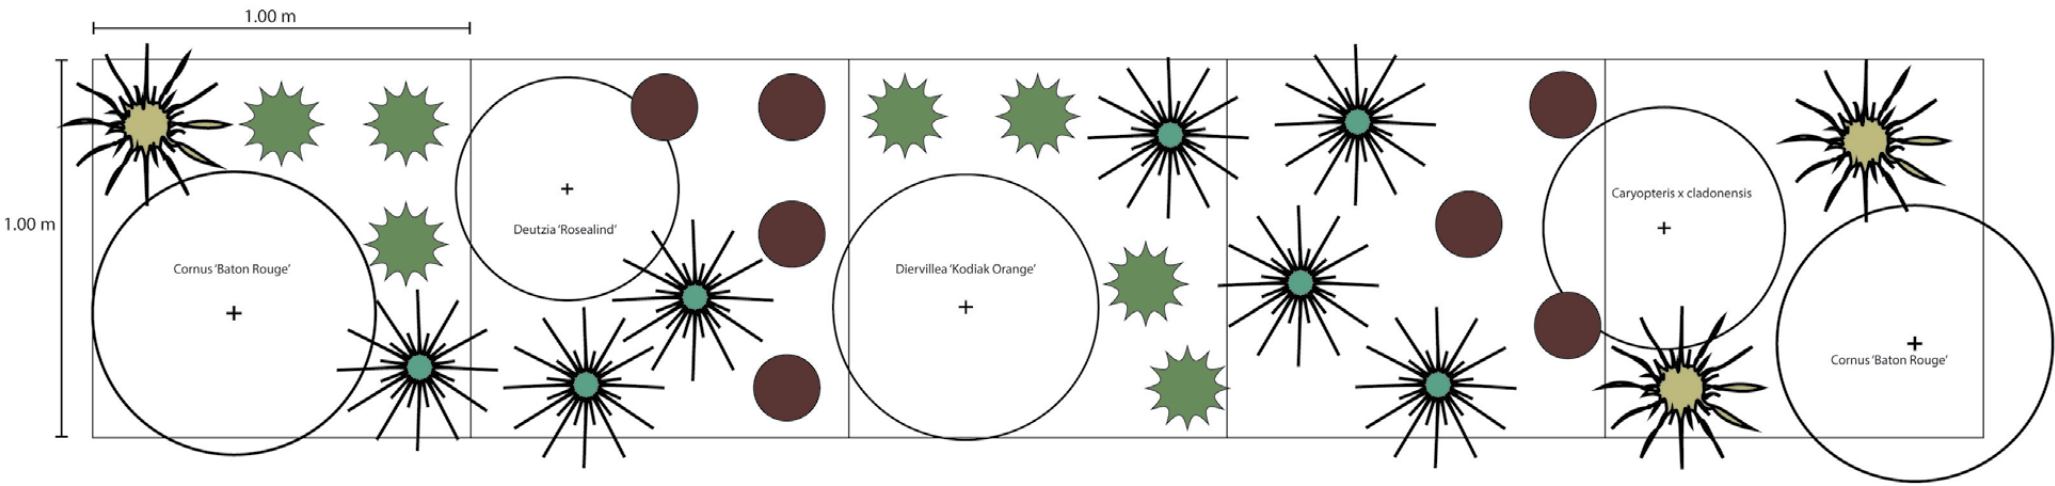 1.00 m
1.00 m
Cornus ‘Baton Rouge’
Deutzia ‘Rosealind’
Diervillea ‘Kodiak Orange’
Caryopteris x cladonensis
Cornus ‘Baton Rouge’